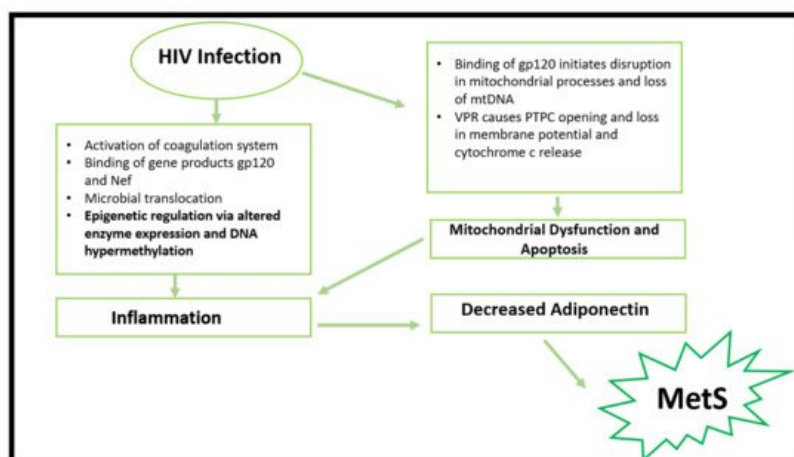 HIV Infection
• Binding of gp120 initiates disruption
in mitochondrial processes and loss
of mtDNA
• VPR causes PTPC opening and loss
in membrane potential and
cytochrome c release
• Activation of coagulation system
• Binding of gene products gp120
and Nef
• Microbial translocation
• Epigenetic regulation via altered
enzyme expression and DNA
hypermethylation
Mitochondrial Dysfunction and
Apoptosis
Inflammation
Decreased Adiponectin
MetS